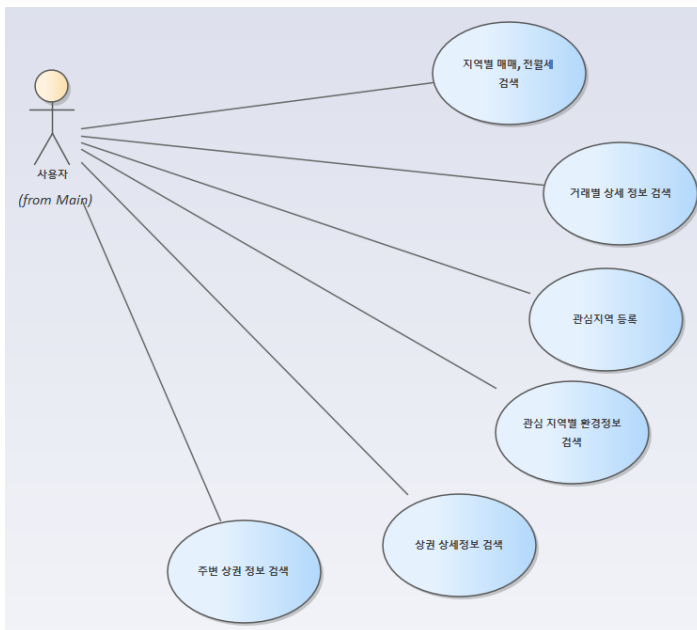 지역별 매매, 전월세
검색
사용자
(from Main)
거래별 상세 정보 검색
관심지역 등록
관심 지역별 환경정보
검색
상권 상세정보 검색
주변 상권 정보 검색